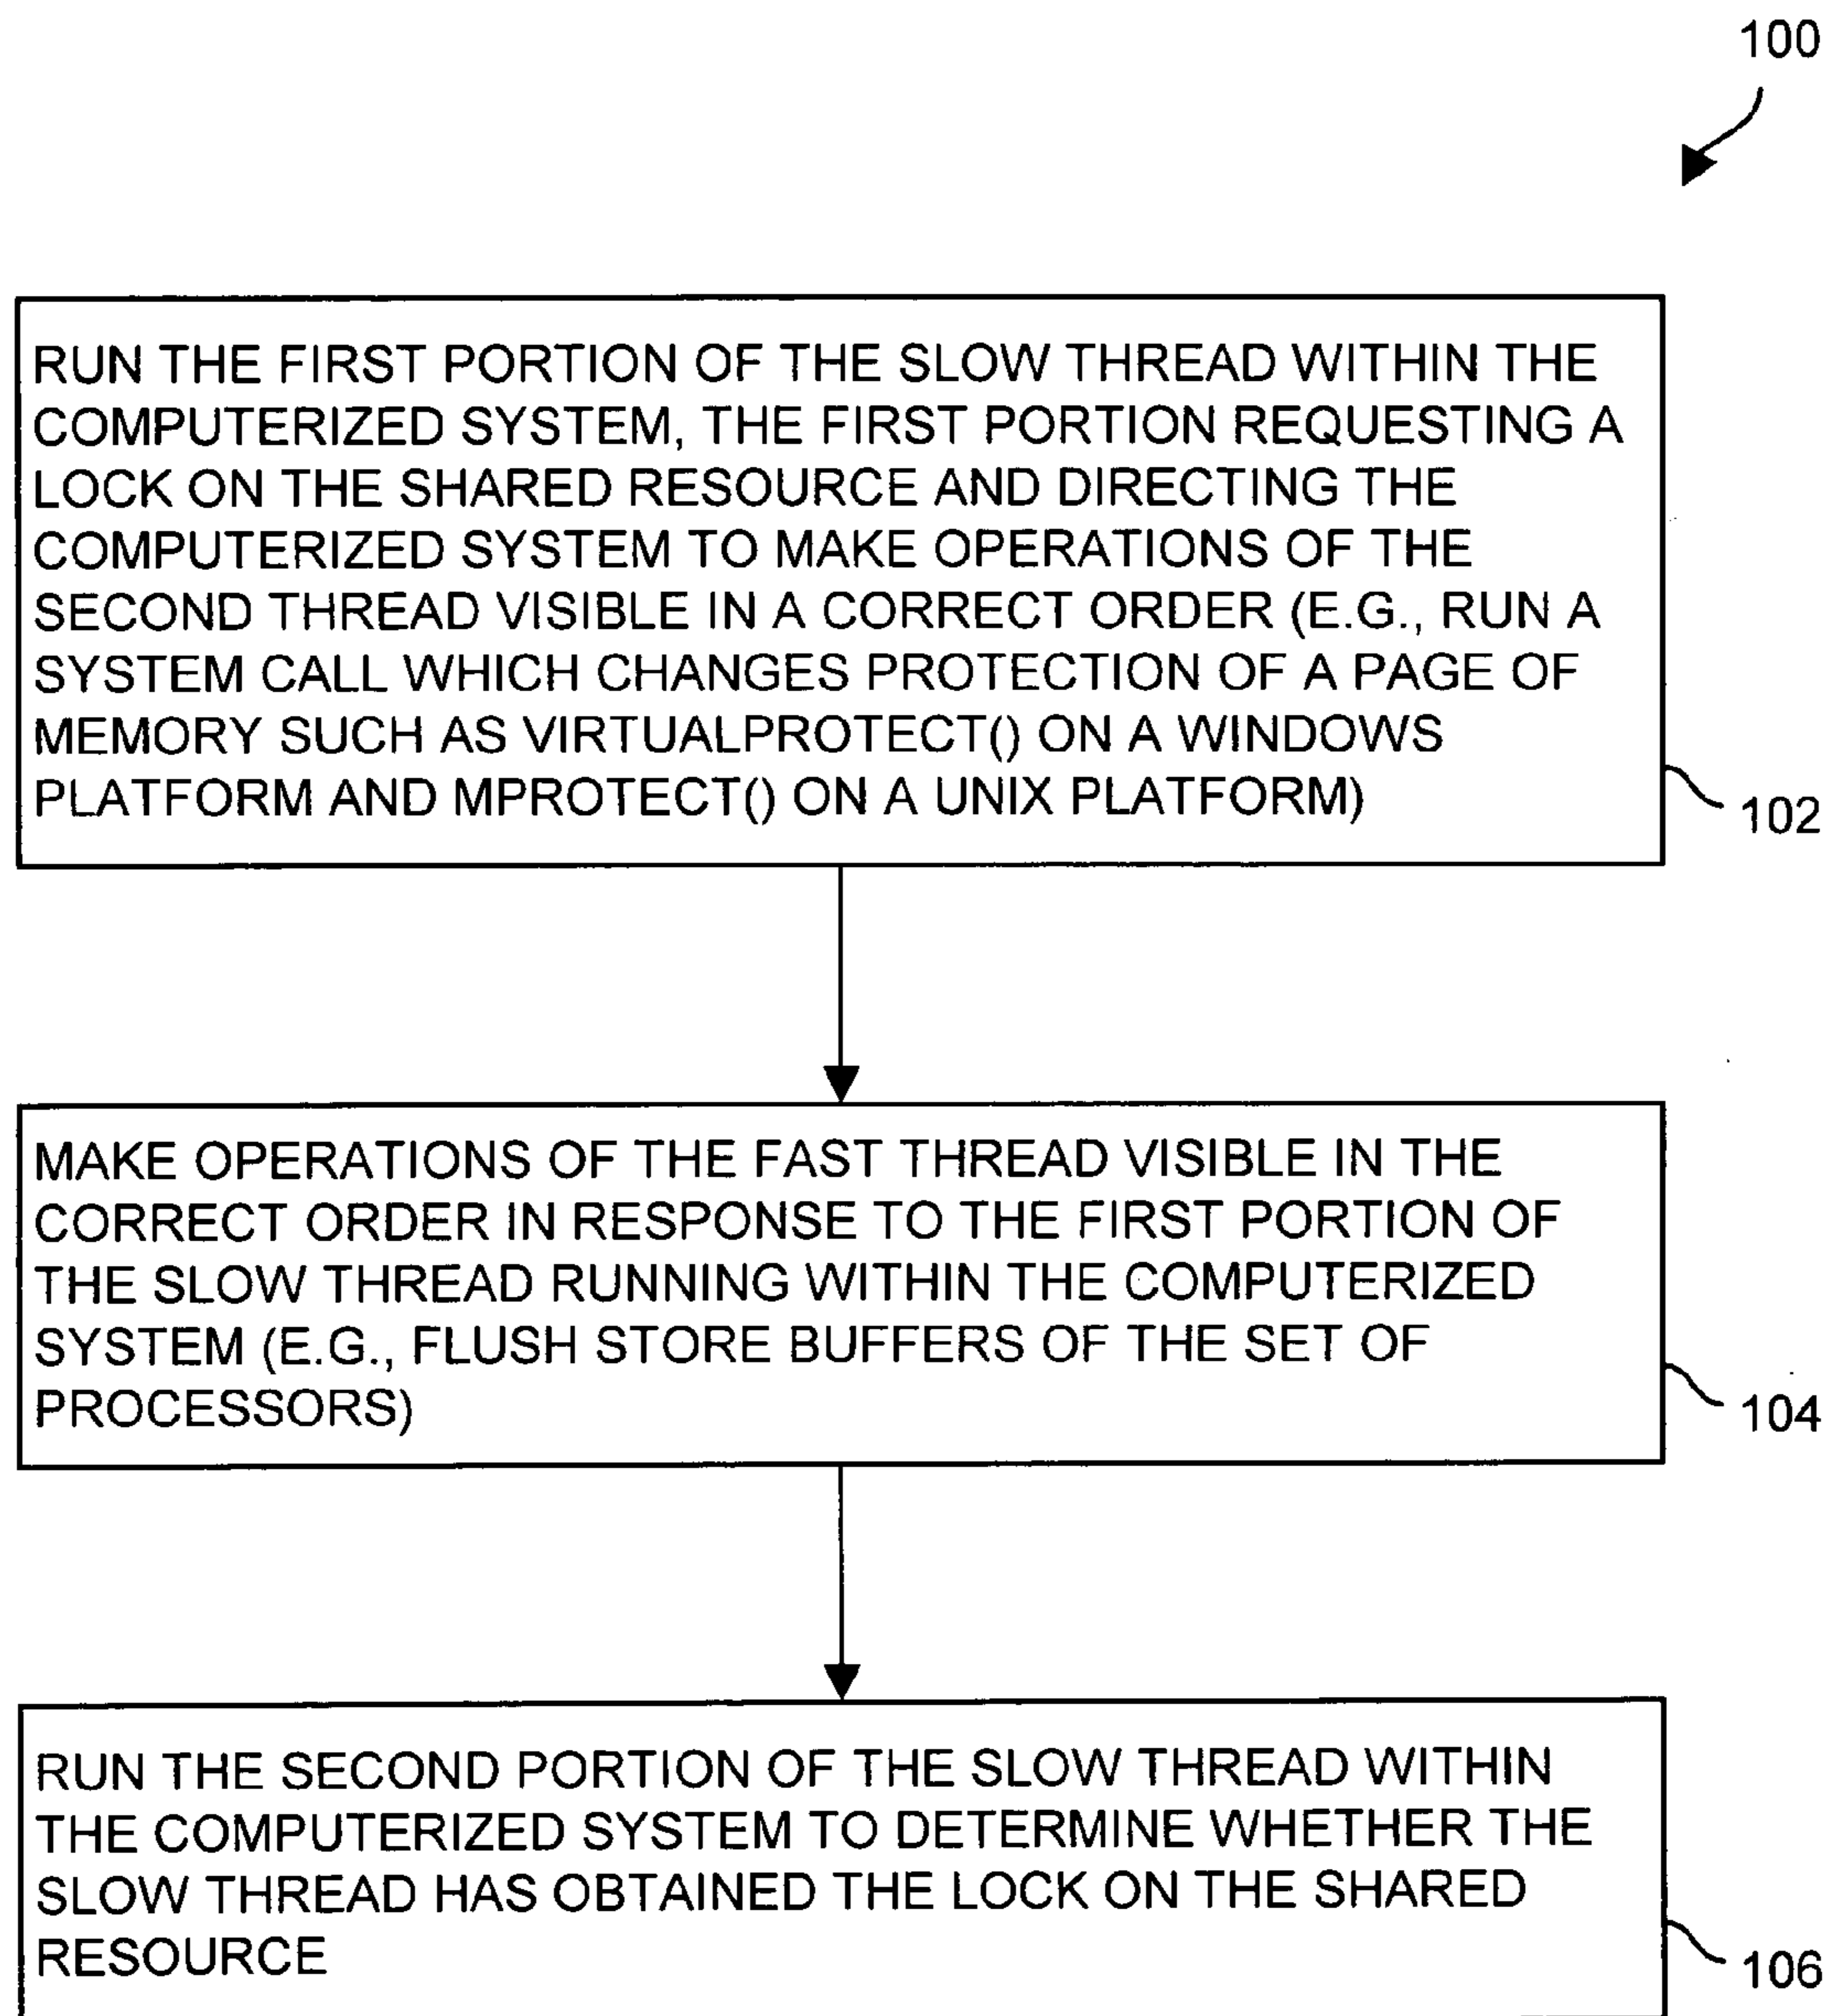 100
RUN THE FIRST PORTION OF THE SLOW THREAD WITHIN THE
COMPUTERIZED SYSTEM, THE FIRST PORTION REQUESTING A
LOCK ON THE SHARED RESOURCE AND DIRECTING THE
COMPUTERIZED SYSTEM TO MAKE OPERATIONS OF THE
SECOND THREAD VISIBLE IN A CORRECT ORDER (E.G., RUN A
SYSTEM CALL WHICH CHANGES PROTECTION OF A PAGE OF
MEMORY SUCH AS VIRTUALPROTECT() ON A WINDOWS
PLATFORM AND MPROTECT() ON A UNIX PLATFORM)
102
MAKE OPERATIONS OF THE FAST THREAD VISIBLE IN THE
CORRECT ORDER IN RESPONSE TO THE FIRST PORTION OF
THE SLOW THREAD RUNNING WITHIN THE COMPUTERIZED
SYSTEM (E.G., FLUSH STORE BUFFERS OF THE SET OF
PROCESSORS)
104
RUN THE SECOND PORTION OF THE SLOW THREAD WITHIN
THE COMPUTERIZED SYSTEM TO DETERMINE WHETHER THE
SLOW THREAD HAS OBTAINED THE LOCK ON THE SHARED
RESOURCE
106